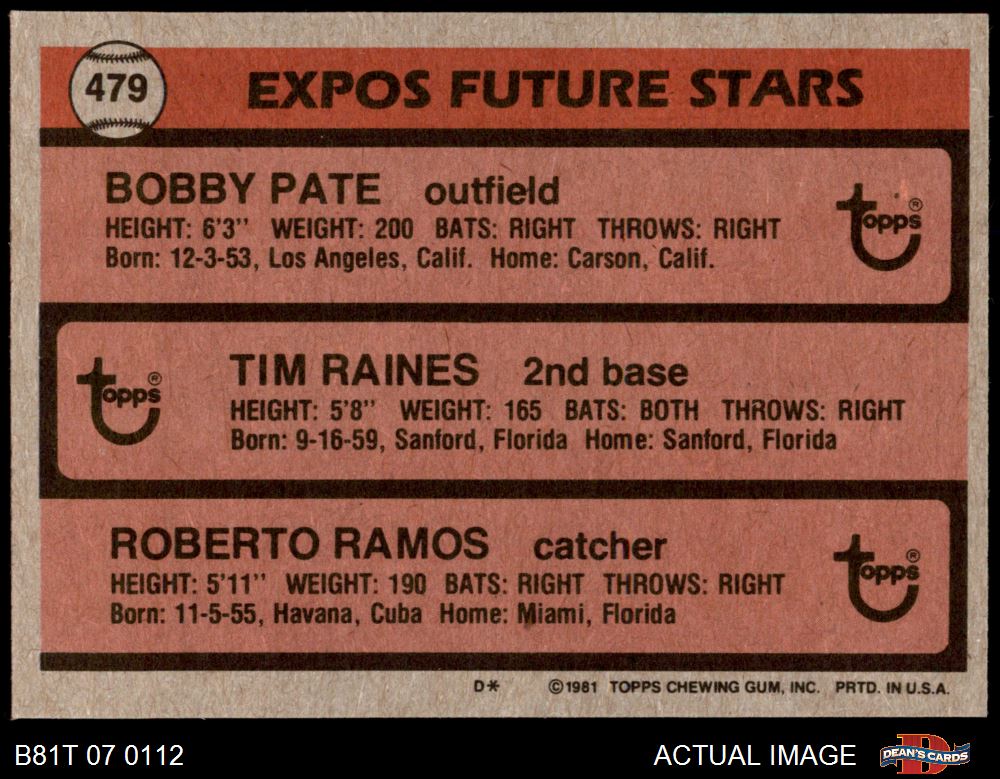 479
EXPOS FUTURE STARS
BOBBY PATE outfield
HEIGHT: 6'3" WEIGHT: 200 BATS: RIGHT THROWS: RIGHT
Born: 12-3-53, Los Angeles, Calif. Home: Carson, Calif.
topps ®
TIM RAINES 2nd base
HEIGHT: 5'8" WEIGHT: 165 BATS: BOTH THROWS: RIGHT
Born: 9-16-59, Sanford, Florida Home: Sanford, Florida
topps ®
ROBERTO RAMOS catcher
HEIGHT: 5'11" WEIGHT: 190 BATS: RIGHT THROWS: RIGHT
Born: 11-5-55, Havana, Cuba Home: Miami, Florida
topps ®
D* ©1981 TOPPS CHEWING GUM, INC. PRTD. IN U.S.A.
B81T 07 0112 ACTUAL IMAGE DEAN'S CARDS